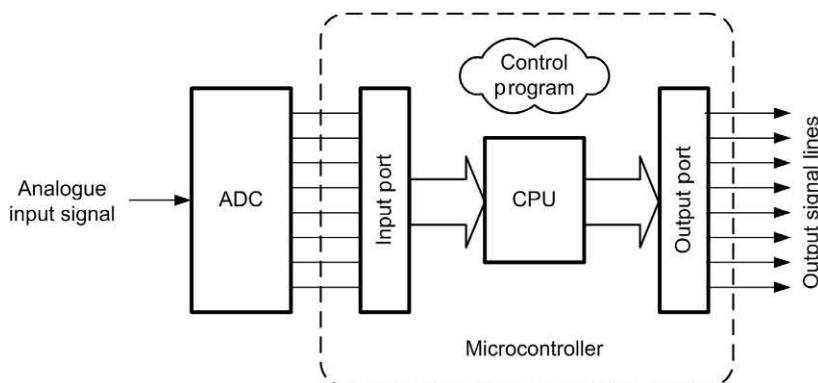 Control
program
Analogue
input signal
ADC
Input port
CPU
Output port
Output signal lines
Microcontroller